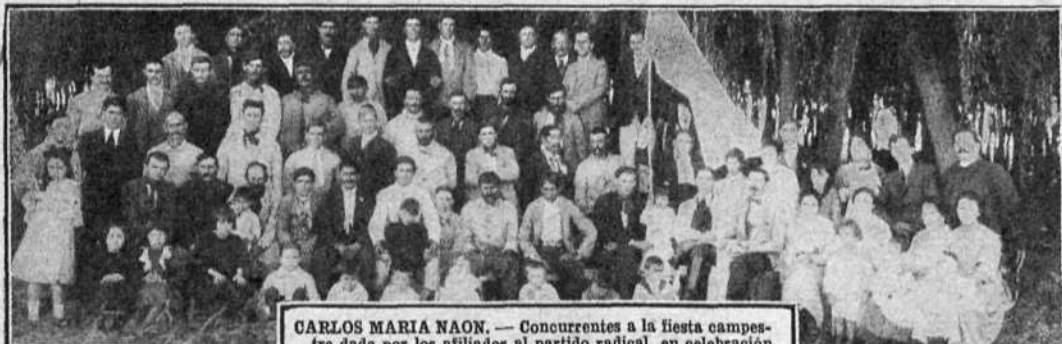 CARLOS MARIA NAON. — Concurrentes a la fiesta campes-
tre dada por los afiliados al partido radical, en celebración